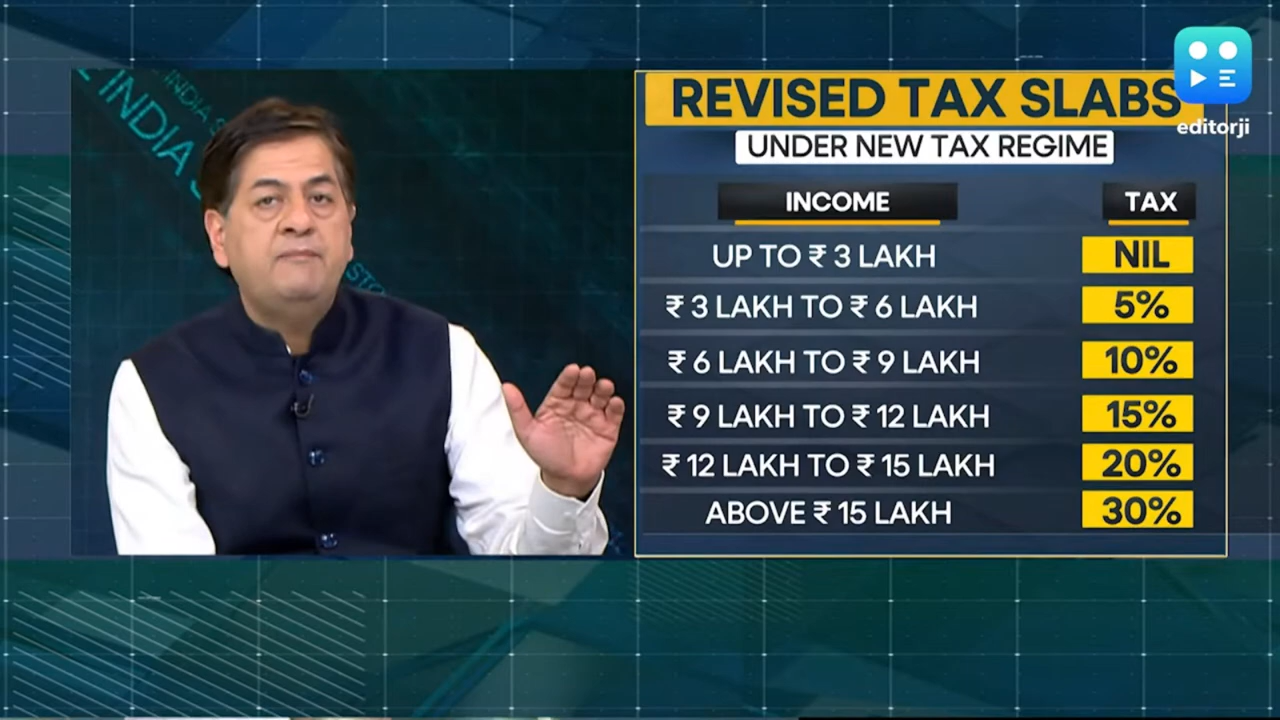 INDIA
INDIA
REVISED TAX SLABS
UNDER NEW TAX REGIME
editorji
INCOME TAX
UP TO ₹ 3 LAKH NIL
₹ 3 LAKH TO ₹ 6 LAKH 5%
₹ 6 LAKH TO ₹ 9 LAKH 10%
₹ 9 LAKH TO ₹ 12 LAKH 15%
₹ 12 LAKH TO ₹ 15 LAKH 20%
ABOVE ₹ 15 LAKH 30%